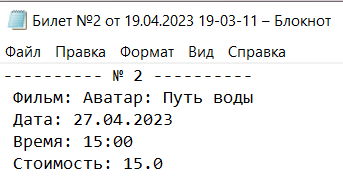 Билет №2 от 19.04.2023 19-03-11 – Блокнот
Файл Правка Формат Вид Справка
---------- № 2 ----------
Фильм: Аватар: Путь воды
Дата: 27.04.2023
Время: 15:00
Стоимость: 15.0